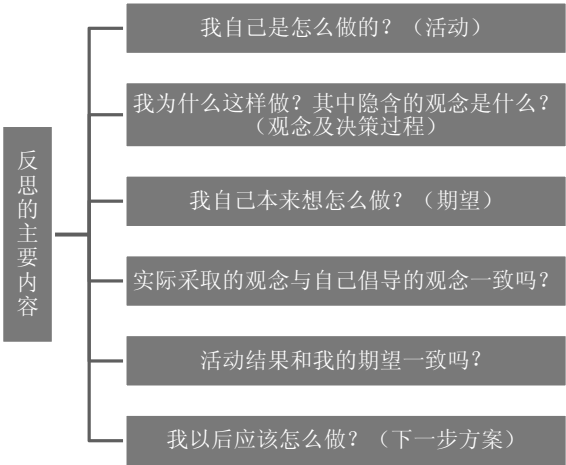 反思的主要内容
我自己是怎么做的？（活动）
我为什么这样做？其中隐含的观念是什么？
（观念及决策过程）
我自己本来想怎么做？（期望）
实际采取的观念与自己倡导的观念一致吗？
活动结果和我的期望一致吗？
我以后应该怎么做？（下一步方案）